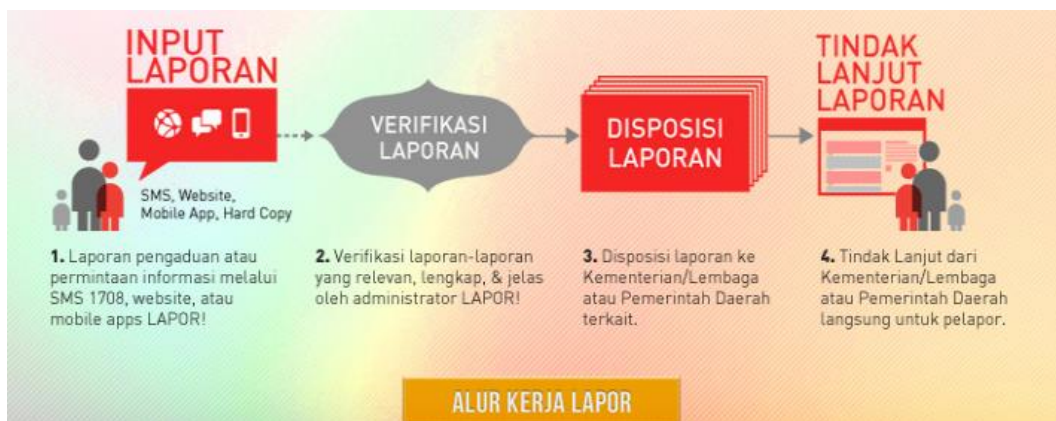 INPUT
LAPORAN
SMS, Website,
Mobile App, Hard Copy
1. Laporan pengaduan atau
permintaan informasi melalui
SMS 1708, website, atau
mobile apps LAPOR!
VERIFIKASI
LAPORAN
2. Verifikasi laporan-laporan
yang relevan, lengkap, & jelas
oleh administrator LAPOR!
DISPOSISI
LAPORAN
3. Disposisi laporan ke
Kementerian/Lembaga
atau Pemerintah Daerah
terkait.
TINDAK
LANJUT
LAPORAN
4. Tindak Lanjut dari
Kementerian/Lembaga
atau Pemerintah Daerah
langsung untuk pelapor.
ALUR KERJA LAPOR